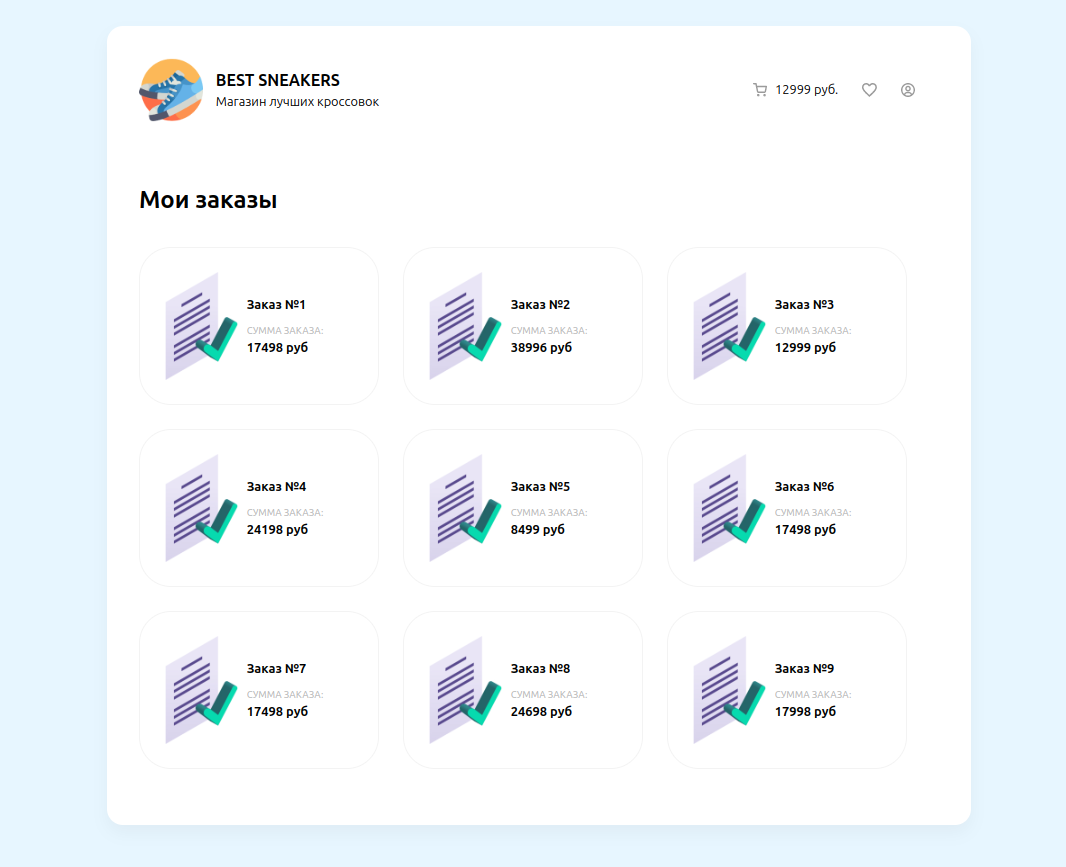 BEST SNEAKERS
Магазин лучших кроссовок
12999 руб.
Мои заказы
Заказ №1
СУММА ЗАКАЗА:
17498 руб
Заказ №2
СУММА ЗАКАЗА:
38996 руб
Заказ №3
СУММА ЗАКАЗА:
12999 руб
Заказ №4
СУММА ЗАКАЗА:
24198 руб
Заказ №5
СУММА ЗАКАЗА:
8499 руб
Заказ №6
СУММА ЗАКАЗА:
17498 руб
Заказ №7
СУММА ЗАКАЗА:
17498 руб
Заказ №8
СУММА ЗАКАЗА:
24698 руб
Заказ №9
СУММА ЗАКАЗА:
17998 руб